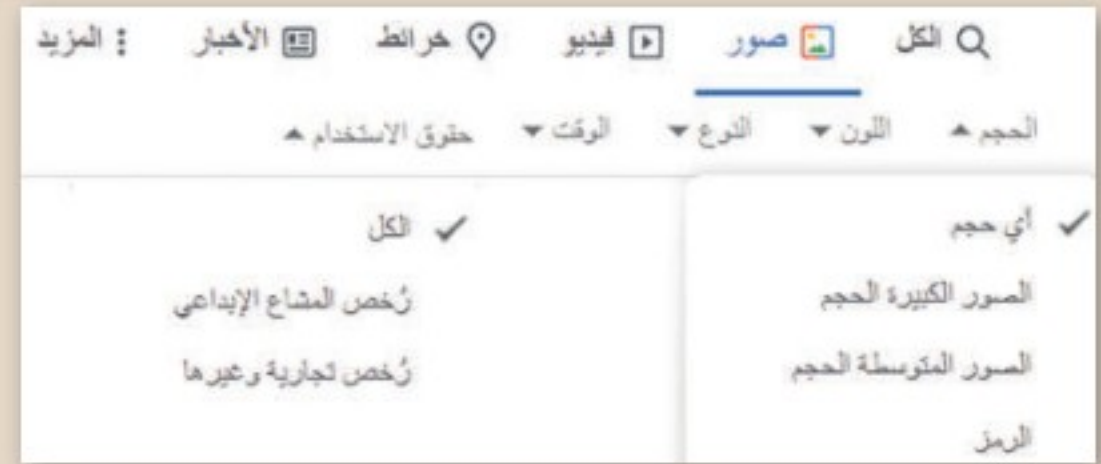 الكل صور فيديو خرائط الأخبار المزيد
الحجم اللون النوع الوقت حقوق الاستخدام
أي حجم
الصور الكبيرة الحجم
الصور المتوسطة الحجم
الرمز
الكل
رُخص المشاع الإبداعي
رُخص تجارية وغيرها